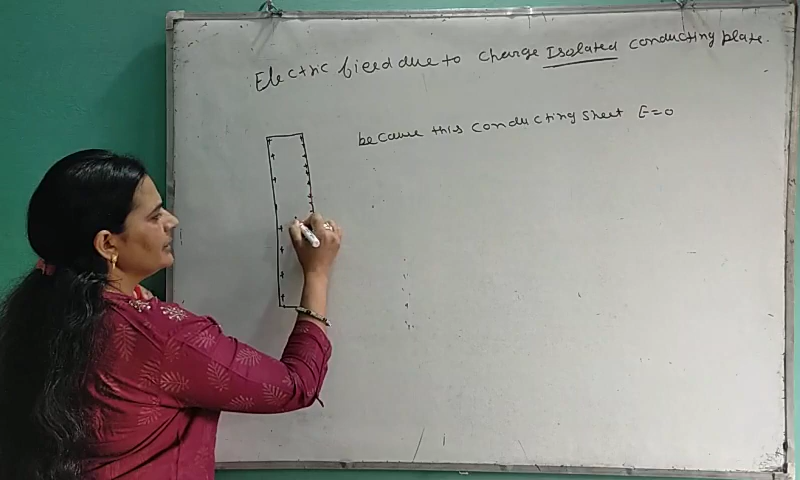 Electric field due to charge Isolated conducting plate.
because this conducting sheet E=0